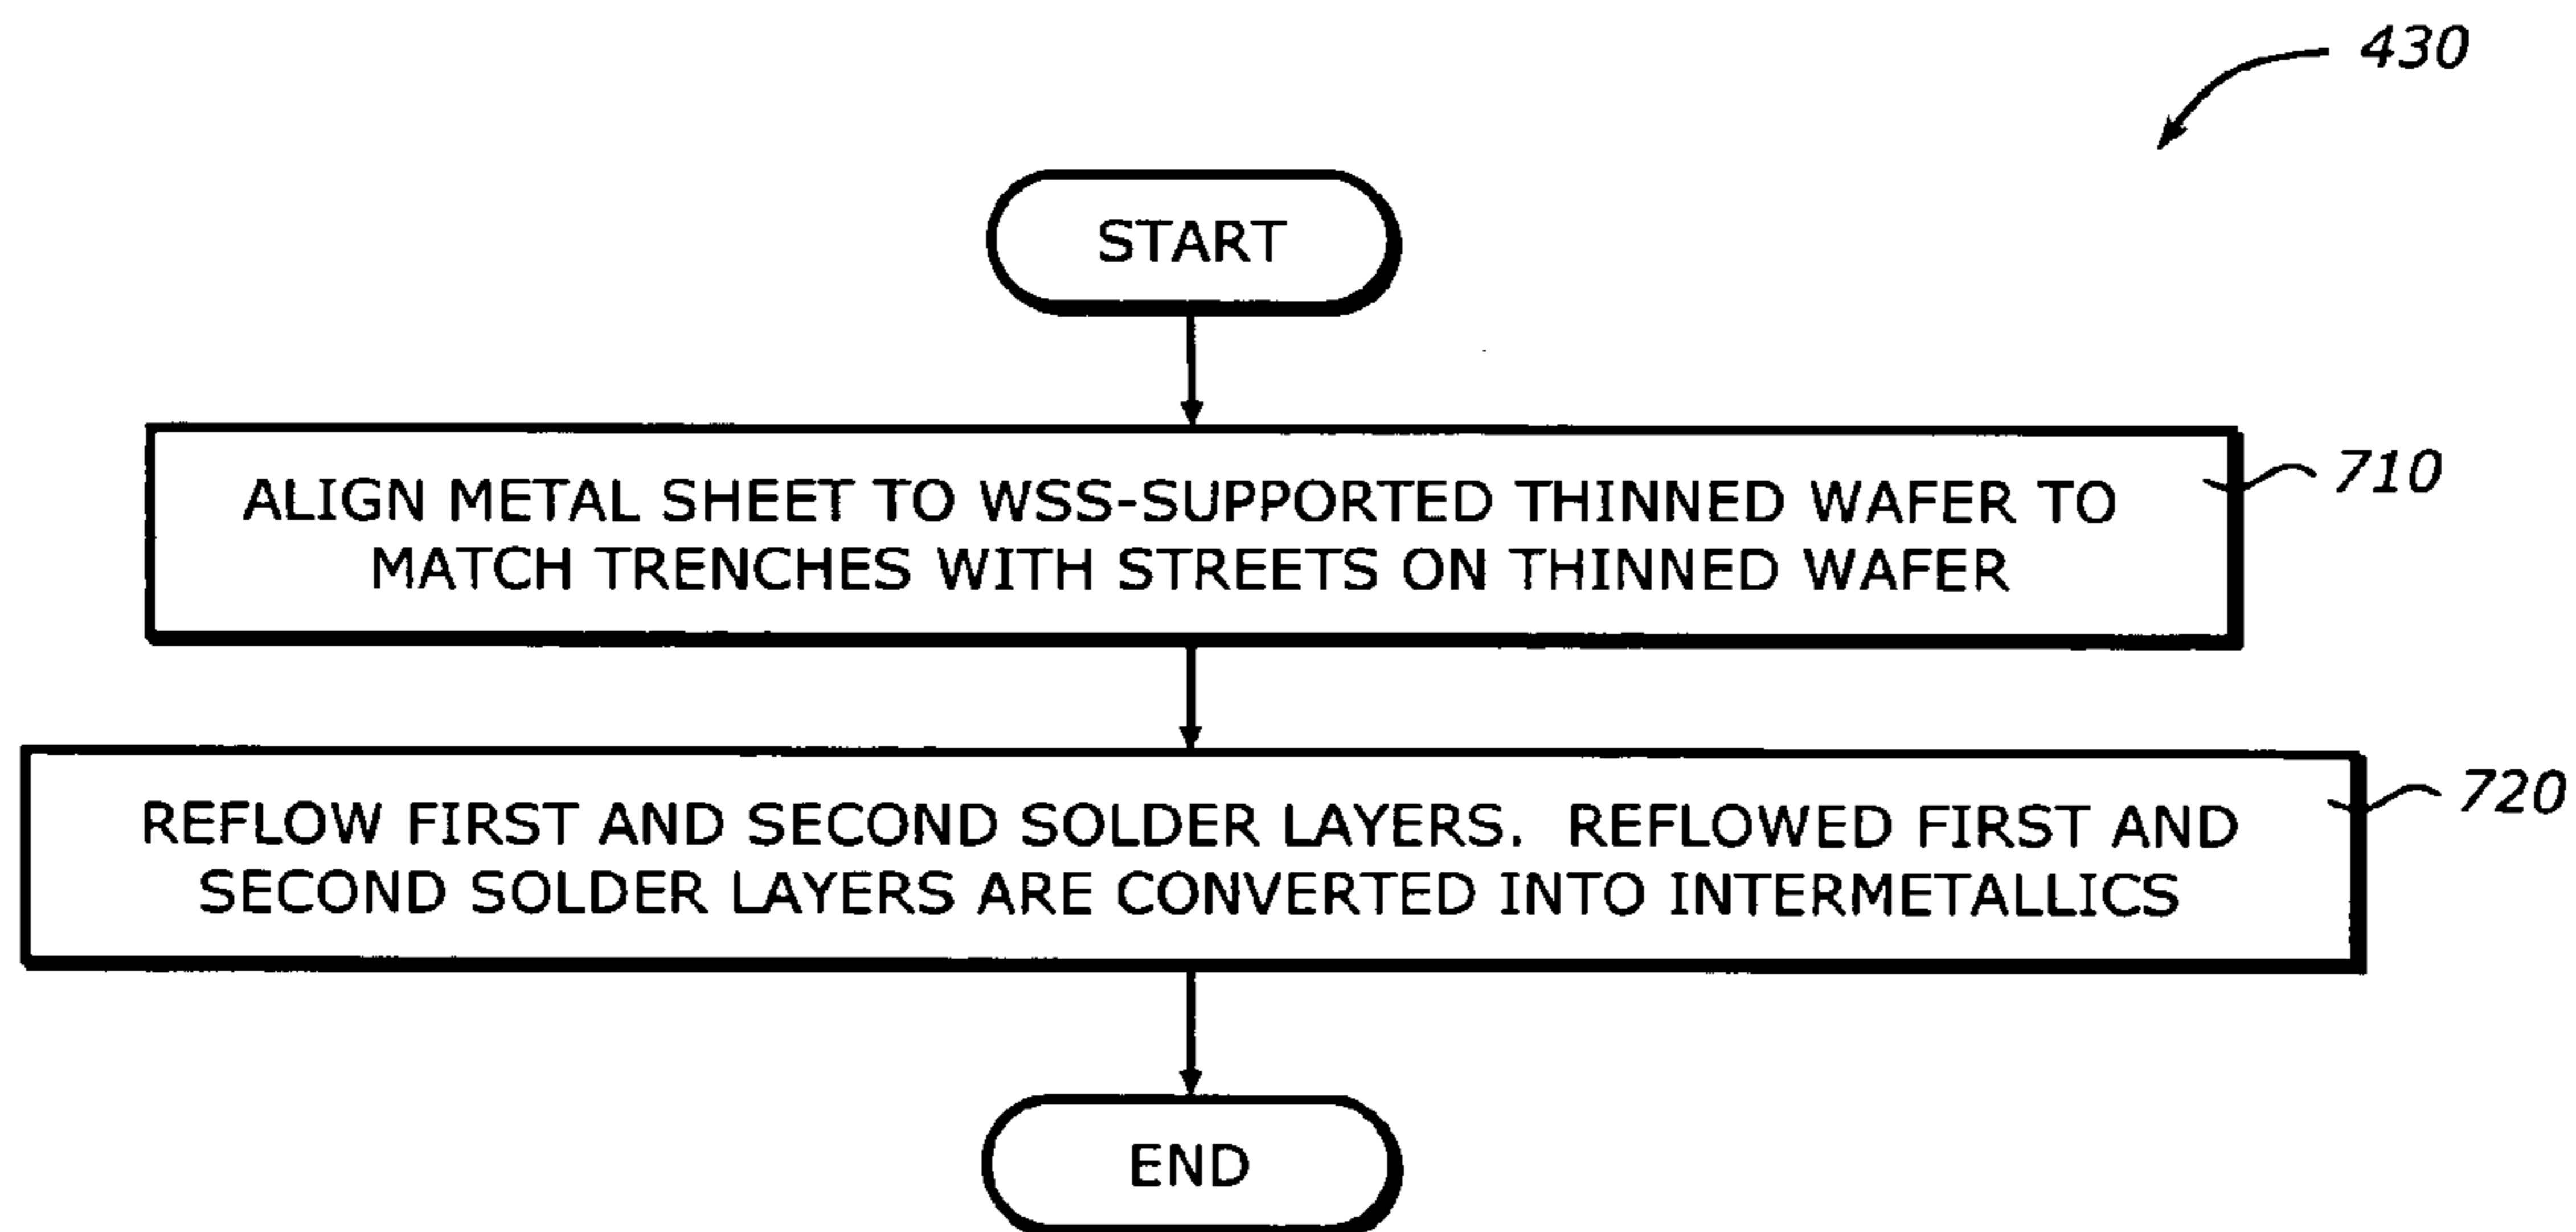 430
START
ALIGN METAL SHEET TO WSS-SUPPORTED THINNED WAFER TO
MATCH TRENCHES WITH STREETS ON THINNED WAFER
710
REFLOW FIRST AND SECOND SOLDER LAYERS. REFLOWED FIRST AND
SECOND SOLDER LAYERS ARE CONVERTED INTO INTERMETALLICS
720
END